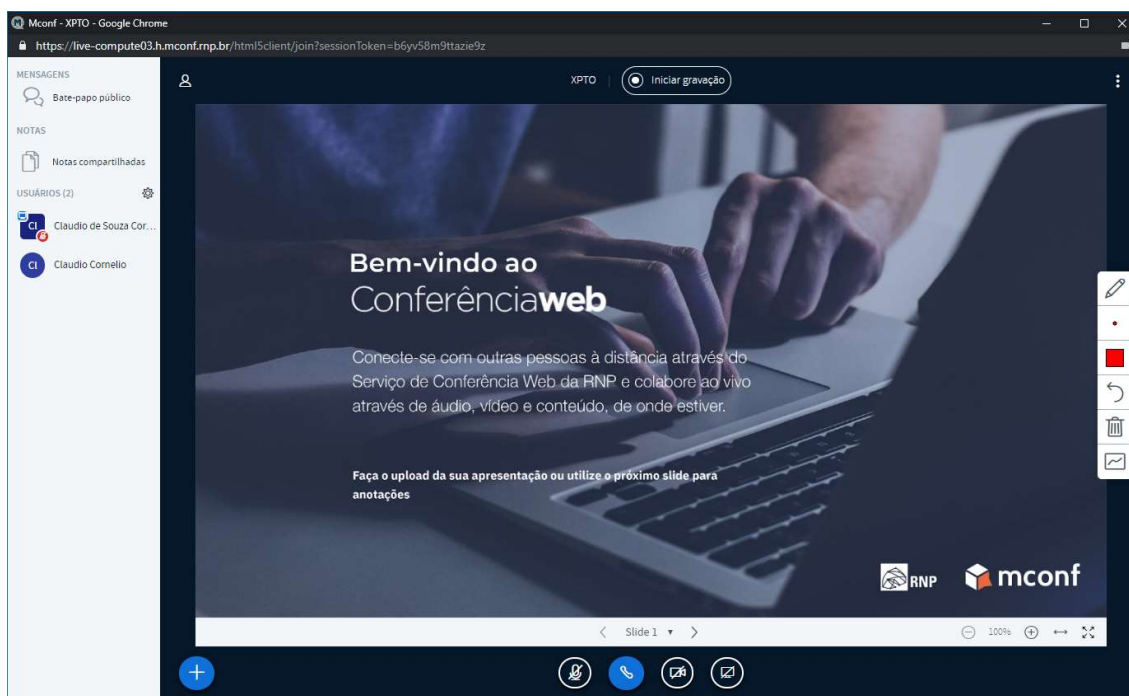 Mconf - XPTO - Google Chrome
https://live-compute03.h.mconf.rnp.br/html5client/join?sessionToken=b6yv58m9ttazie9z
MENSAGENS
Bate-papo público
NOTAS
Notas compartilhadas
USUÁRIOS (2)
CI Claudio de Souza Cor...
CI Claudio Cornelio
XPTO | Iniciar gravação
Bem-vindo ao
Conferênciaweb
Conecte-se com outras pessoas à distância através do
Serviço de Conferência Web da RNP e colabore ao vivo
através de áudio, vídeo e conteúdo, de onde estiver.
Faça o upload da sua apresentação ou utilize o próximo slide para
anotações
RNP mconf
Slide 1
100%